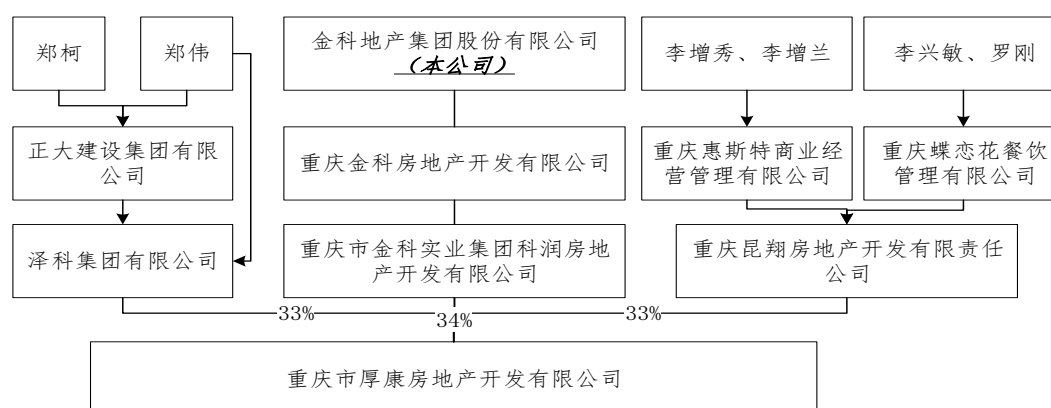 郑柯
郑伟
金科地产集团股份有限公司
（本公司）
李增秀、李增兰
李兴敏、罗刚
正大建设集团有限
公司
重庆金科房地产开发有限公司
重庆惠斯特商业经
营管理有限公司
重庆蝶恋花餐饮
管理有限公司
泽科集团有限公司
重庆市金科实业集团科润房地
产开发有限公司
重庆昆翔房地产开发有限责任
公司
33%
34%
33%
重庆市厚康房地产开发有限公司